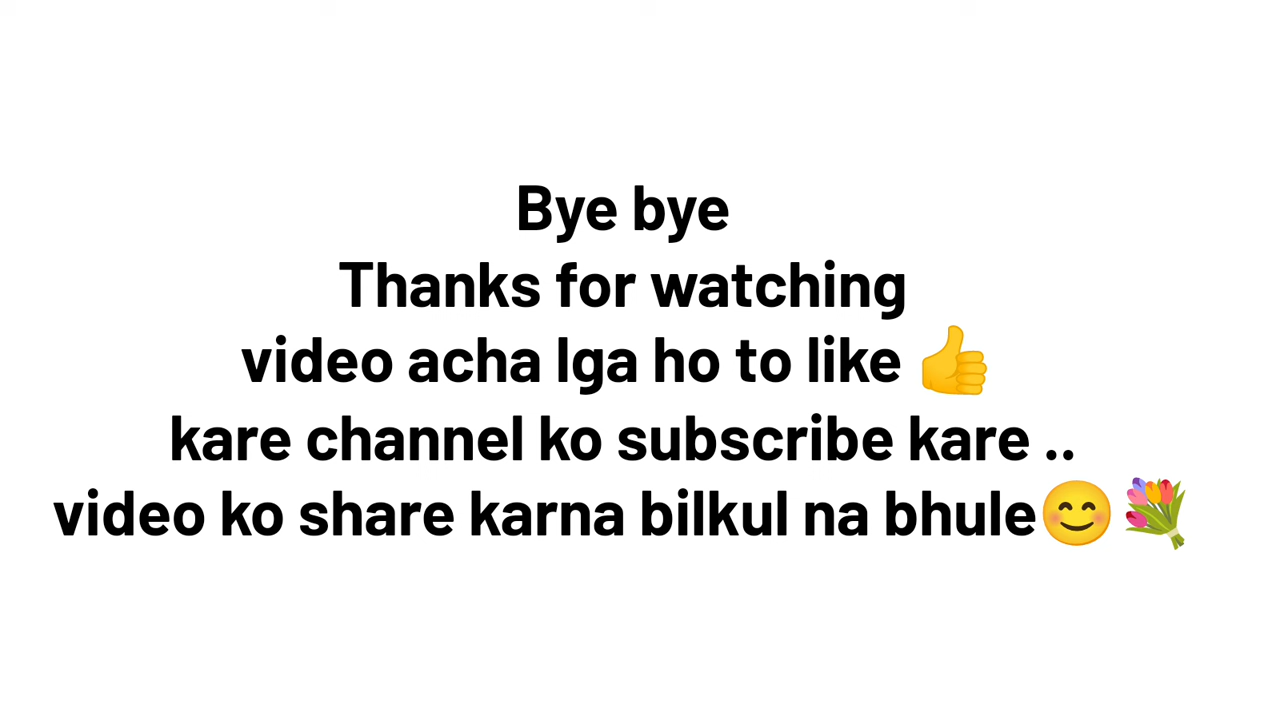 Bye bye
Thanks for watching
video acha lga ho to like 👍
kare channel ko subscribe kare ..
video ko share karna bilkul na bhule😊💐